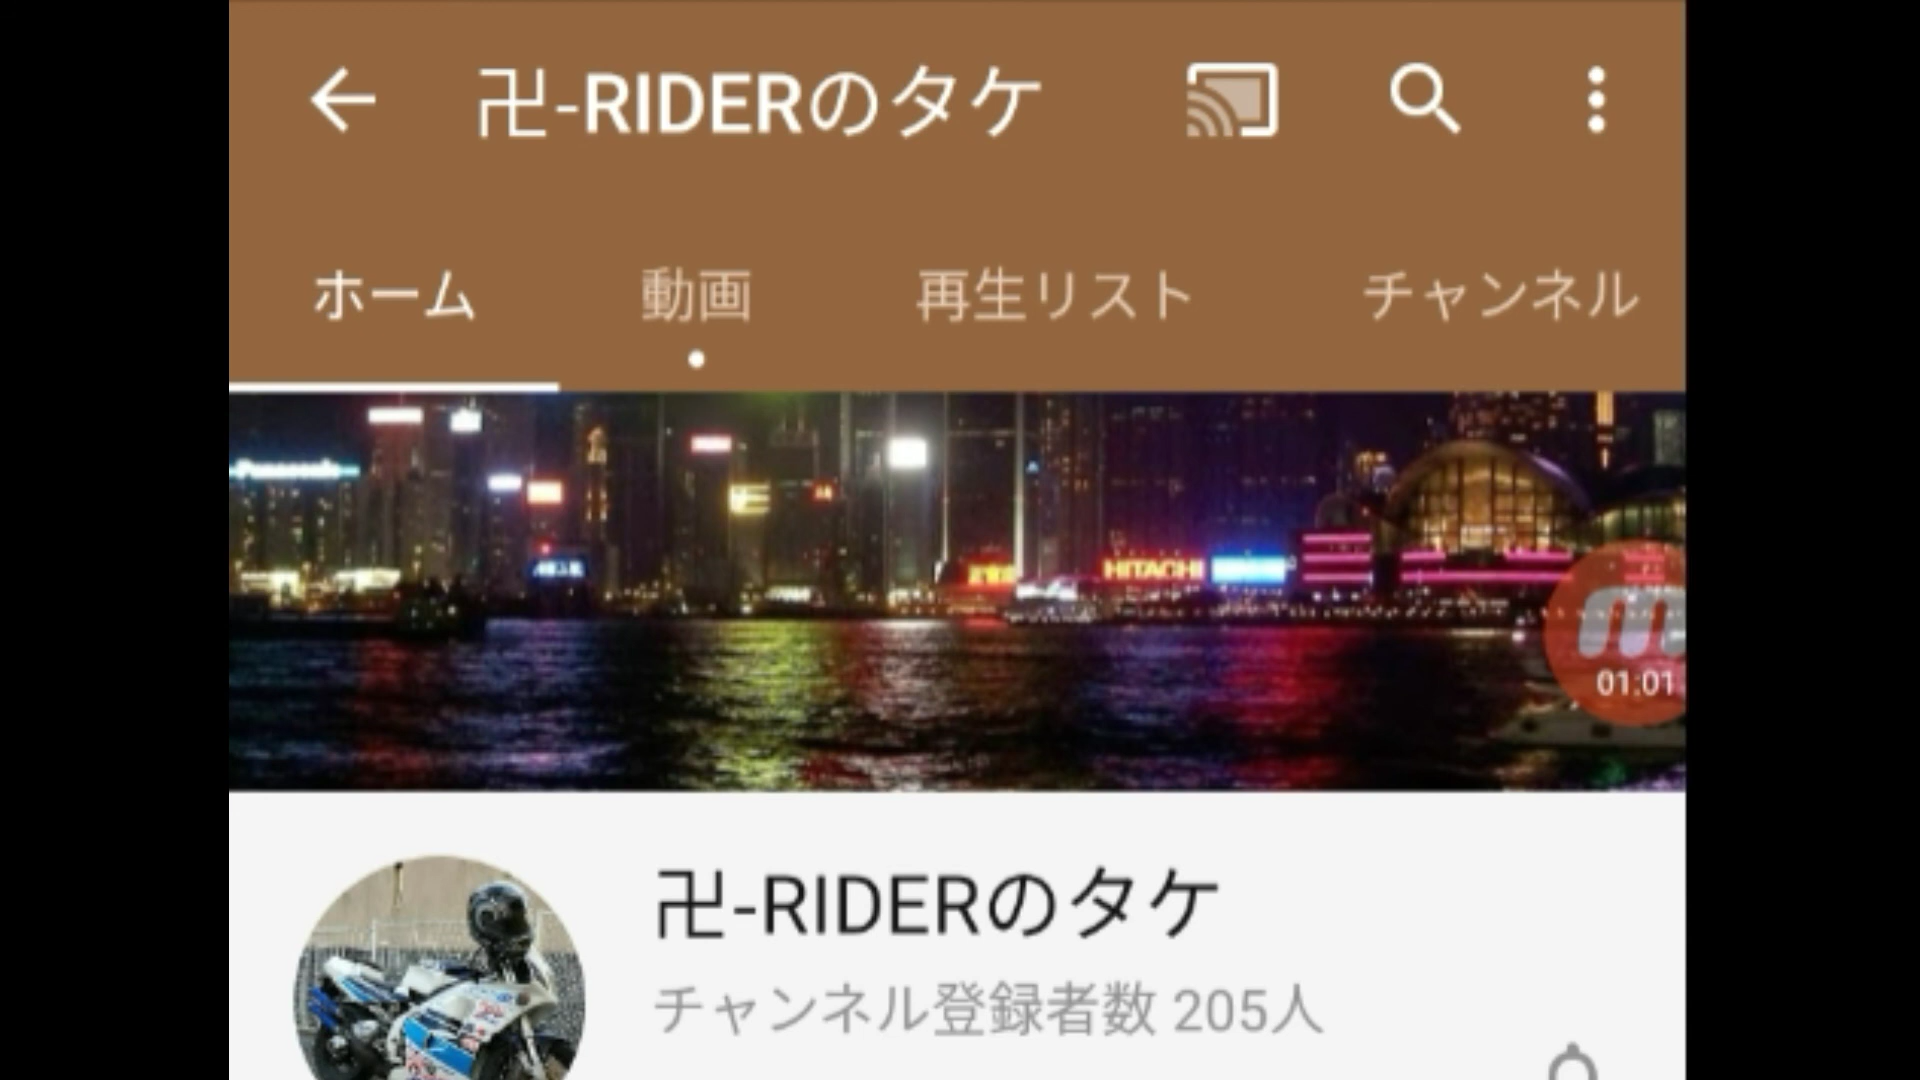 卍-RIDERのタケ
ホーム 動画 再生リスト チャンネル
Panasonic
HITACHI
m
01:01
卍-RIDERのタケ
チャンネル登録者数 205人